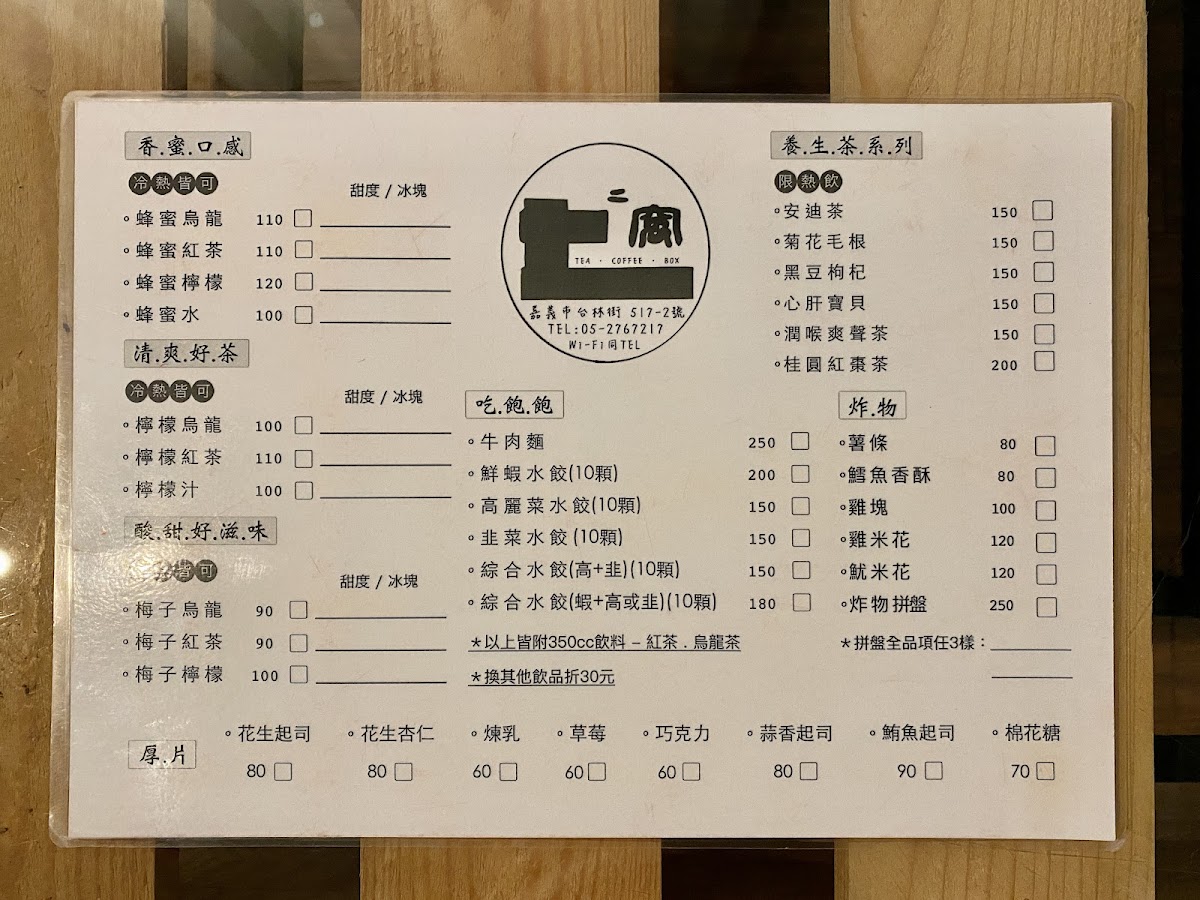 香.蜜.口.感
冷熱皆可
甜度 / 冰塊
蜂蜜烏龍 110
蜂蜜紅茶 110
蜂蜜檸檬 120
蜂蜜水 100
清.爽.好.茶
冷熱皆可
甜度 / 冰塊
檸檬烏龍 100
檸檬紅茶 110
檸檬汁 100
酸.甜.好.滋.味
皆可
甜度 / 冰塊
梅子烏龍 90
梅子紅茶 90
梅子檸檬 100
二窩
TEA · COFFEE · BOX
嘉義市台林街 517-2號
TEL:05-2767217
Wi-Fi同TEL
養.生.茶.系.列
限熱飲
安迪茶 150
菊花毛根 150
黑豆枸杞 150
心肝寶貝 150
潤喉爽聲茶 150
桂圓紅棗茶 200
吃.飽.飽
牛肉麵 250
鮮蝦水餃(10顆) 200
高麗菜水餃(10顆) 150
韭菜水餃(10顆) 150
綜合水餃(高+韭)(10顆) 150
綜合水餃(蝦+高或韭)(10顆) 180
*以上皆附350cc飲料 – 紅茶 . 烏龍茶
*換其他飲品折30元
炸.物
薯條 80
鱈魚香酥 80
雞塊 100
雞米花 120
魷米花 120
炸物拼盤 250
*拼盤全品項任3樣：
厚.片
花生起司 花生杏仁 煉乳 草莓 巧克力 蒜香起司 鮪魚起司 棉花糖
80 80 60 60 60 80 90 70